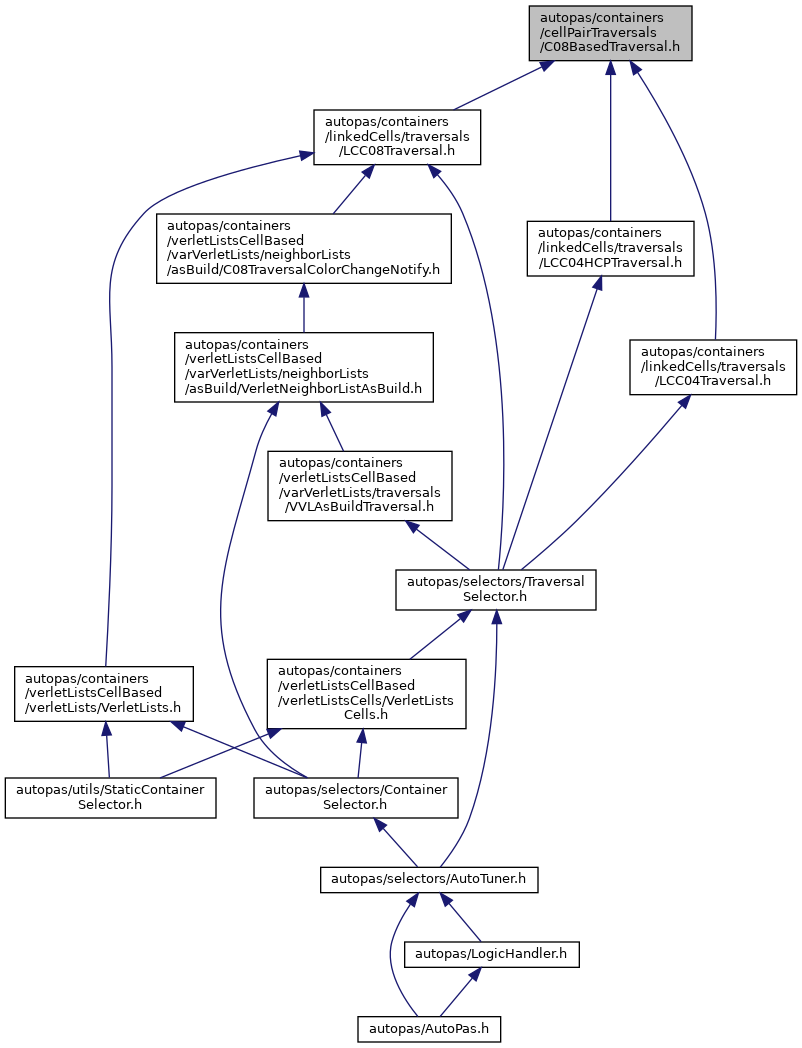 autopas/containers
/cellPairTraversals
/C08BasedTraversal.h
autopas/containers
/linkedCells/traversals
/LCC08Traversal.h
autopas/containers
/verletListsCellBased
/varVerletLists/neighborLists
/asBuild/C08TraversalColorChangeNotify.h
autopas/containers
/linkedCells/traversals
/LCC04HCPTraversal.h
autopas/containers
/verletListsCellBased
/varVerletLists/neighborLists
/asBuild/VerletNeighborListAsBuild.h
autopas/containers
/linkedCells/traversals
/LCC04Traversal.h
autopas/containers
/verletListsCellBased
/varVerletLists/traversals
/VVLAsBuildTraversal.h
autopas/selectors/Traversal
Selector.h
autopas/containers
/verletListsCellBased
/verletLists/VerletLists.h
autopas/containers
/verletListsCellBased
/verletListsCells/VerletLists
Cells.h
autopas/utils/StaticContainer
Selector.h
autopas/selectors/Container
Selector.h
autopas/selectors/AutoTuner.h
autopas/LogicHandler.h
autopas/AutoPas.h